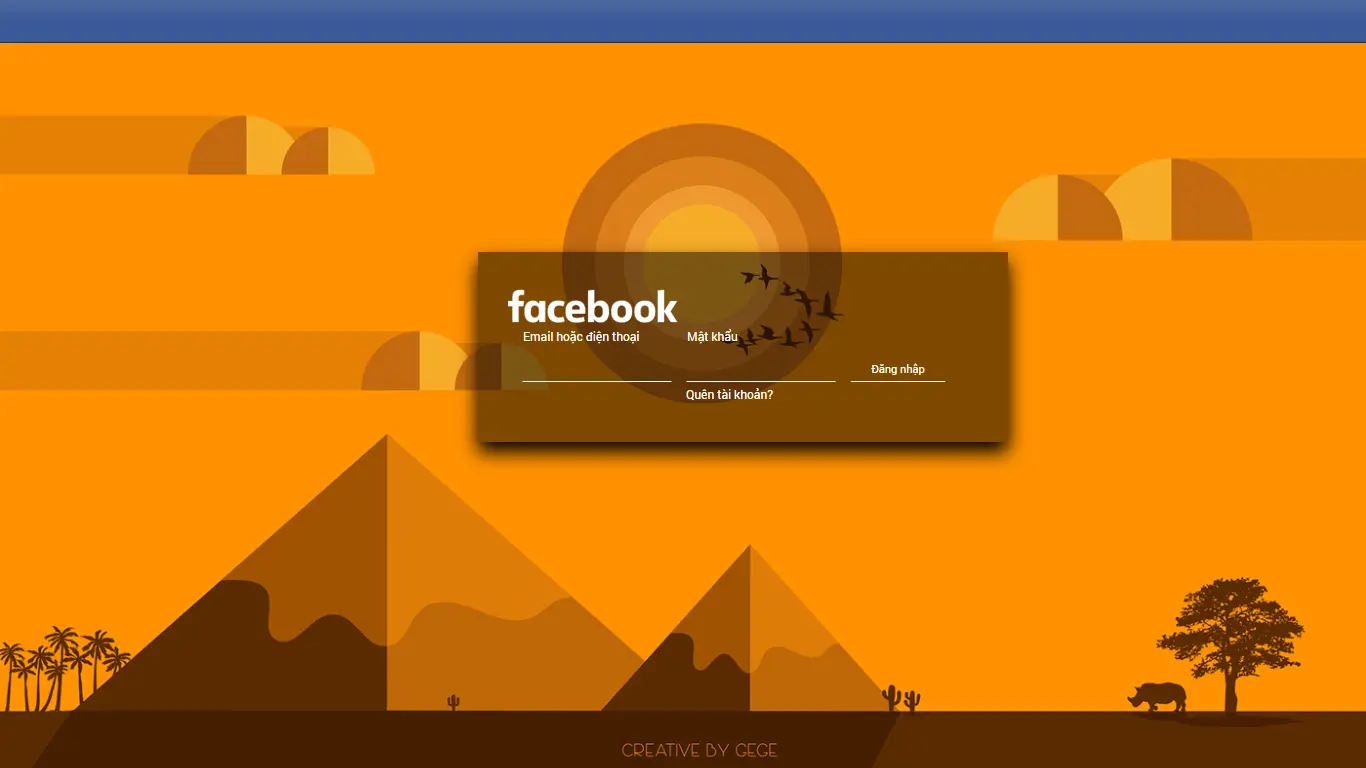 facebook
Email hoặc điện thoại
Mật khẩu
Đăng nhập
Quên tài khoản?
CREATIVE BY GEGE